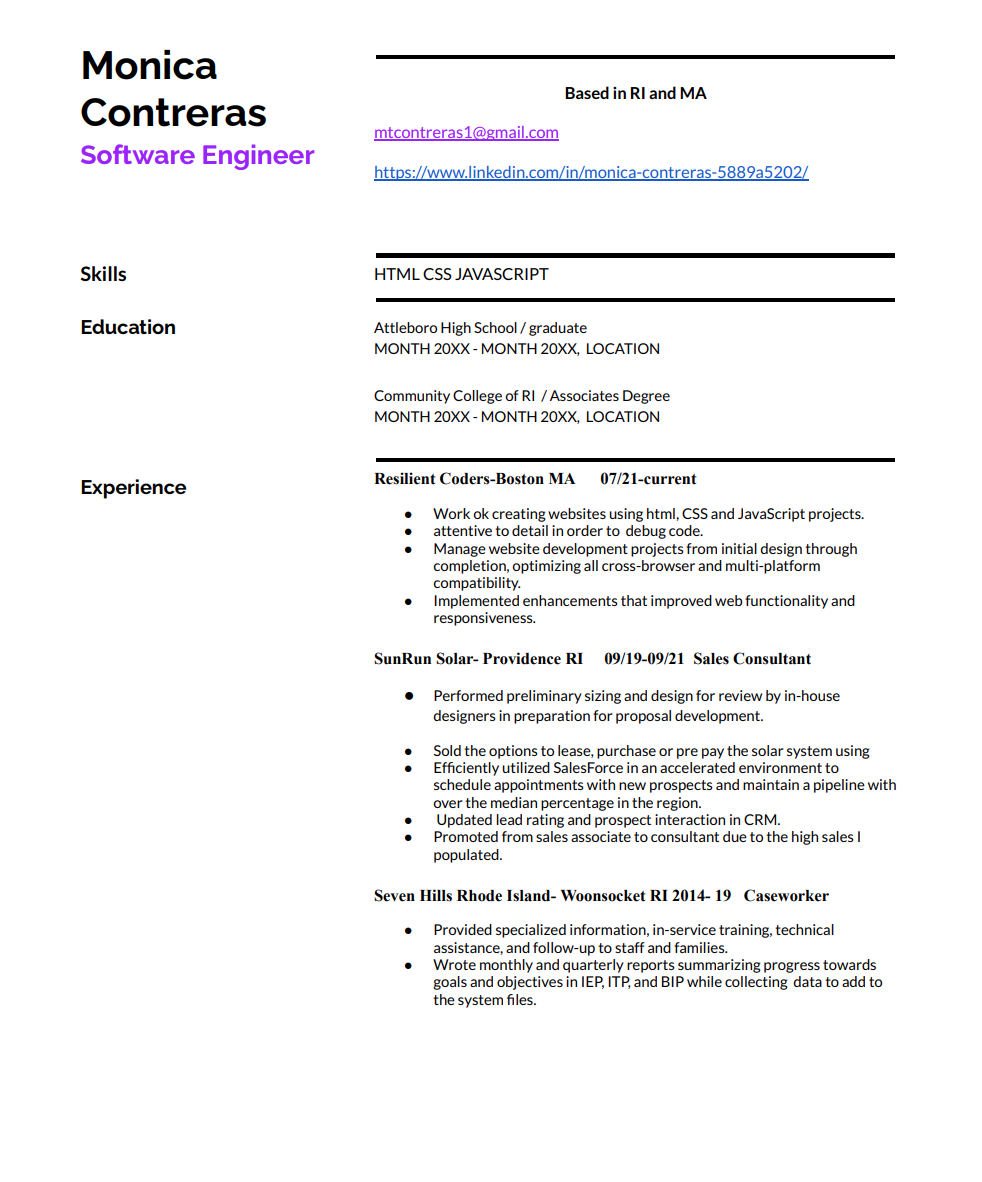 Monica
Contreras
Software Engineer
Based in RI and MA
mtcontreras1@gmail.com
https://www.linkedin.com/in/monica-contreras-5889a5202/
Skills
HTML CSS JAVASCRIPT
Education
Attleboro High School / graduate
MONTH 20XX - MONTH 20XX, LOCATION
Community College of RI / Associates Degree
MONTH 20XX - MONTH 20XX, LOCATION
Experience
Resilient Coders-Boston MA 07/21-current
● Work ok creating websites using html, CSS and JavaScript projects.
● attentive to detail in order to debug code.
● Manage website development projects from initial design through
completion, optimizing all cross-browser and multi-platform
compatibility.
● Implemented enhancements that improved web functionality and
responsiveness.
SunRun Solar- Providence RI 09/19-09/21 Sales Consultant
● Performed preliminary sizing and design for review by in-house
designers in preparation for proposal development.
● Sold the options to lease, purchase or pre pay the solar system using
● Efficiently utilized SalesForce in an accelerated environment to
schedule appointments with new prospects and maintain a pipeline with
over the median percentage in the region.
● Updated lead rating and prospect interaction in CRM.
● Promoted from sales associate to consultant due to the high sales I
populated.
Seven Hills Rhode Island- Woonsocket RI 2014- 19 Caseworker
● Provided specialized information, in-service training, technical
assistance, and follow-up to staff and families.
● Wrote monthly and quarterly reports summarizing progress towards
goals and objectives in IEP, ITP, and BIP while collecting data to add to
the system files.